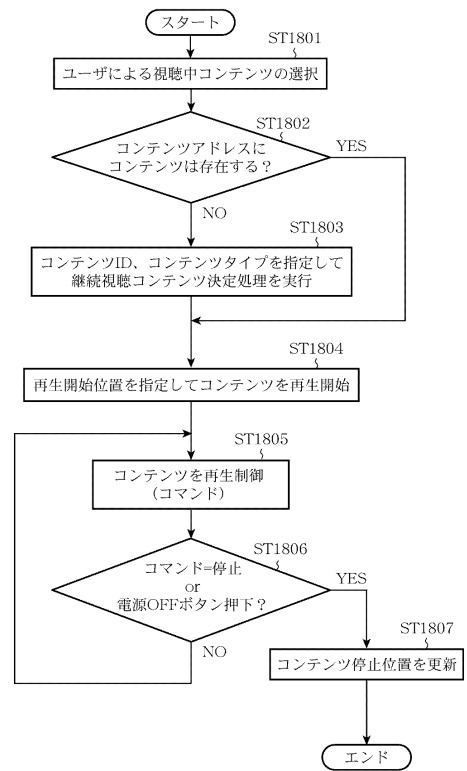 スタート
ST1801
ユーザによる視聴中コンテンツの選択
ST1802
コンテンツアドレスに
コンテンツは存在する？
YES
NO
ST1803
コンテンツID、コンテンツタイプを指定して
継続視聴コンテンツ決定処理を実行
ST1804
再生開始位置を指定してコンテンツを再生開始
ST1805
コンテンツを再生制御
（コマンド）
ST1806
コマンド=停止
or
電源OFFボタン押下？
YES
NO
ST1807
コンテンツ停止位置を更新
エンド